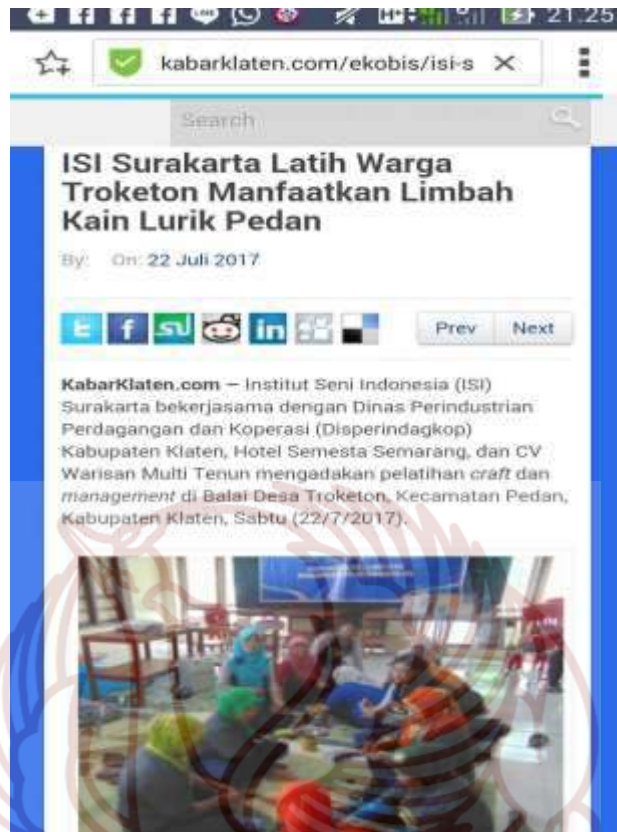 21.25
kabarklaten.com/ekobis/isi-s
Search
ISI Surakarta Latih Warga
Troketon Manfaatkan Limbah
Kain Lurik Pedan
By: On: 22 Juli 2017
Prev Next
KabarKlaten.com – Institut Seni Indonesia (ISI)
Surakarta bekerjasama dengan Dinas Perindustrian
Perdagangan dan Koperasi (Disperindagkop)
Kabupaten Klaten, Hotel Semesta Semarang, dan CV
Warisan Multi Tenun mengadakan pelatihan craft dan
management di Balai Desa Troketon, Kecamatan Pedan,
Kabupaten Klaten, Sabtu (22/7/2017).